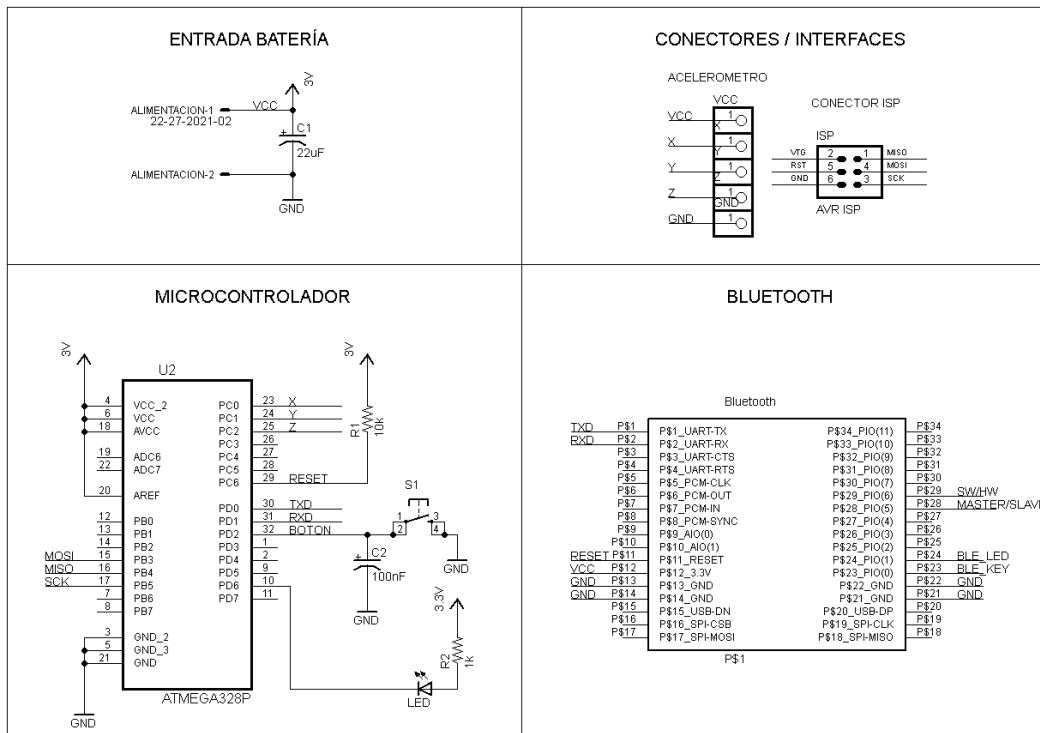 ENTRADA BATERÍA
3V
ALIMENTACION-1
VCC
22-27-2021-02
C1
22uF
ALIMENTACION-2
GND
CONECTORES / INTERFACES
ACELEROMETRO
VCC
VCC 1
X
X 1
Y
Y 1
Z
Z 1
GND
GND 1
CONECTOR ISP
ISP
VTG 2 1 MISO
RST 5 4 MOSI
GND 6 3 SCK
AVR ISP
MICROCONTROLADOR
3V
U2
4 VCC_2
6 VCC
18 AVCC
19 ADC6
22 ADC7
20 AREF
12 PB0
13 PB1
14 PB2
MOSI 15 PB3
MISO 16 PB4
SCK 17 PB5
7 PB6
8 PB7
3 GND_2
5 GND_3
21 GND
GND
PC0 23 X
PC1 24 Y
PC2 25 Z
PC3 26
PC4 27
PC5 28
PC6 29 RESET
PD0 30 TXD
PD1 31 RXD
PD2 32 BOTON
PD3 1
PD4 2
PD5 9
PD6 10
PD7 11
ATMEGA328P
3V
R1
10k
S1
1 3
2 4
GND
C2
100nF
GND
3.3V
R2
1k
LED
BLUETOOTH
Bluetooth
TXD P$1 P$1_UART-TX
RXD P$2 P$2_UART-RX
P$3 P$3_UART-CTS
P$4 P$4_UART-RTS
P$5 P$5_PCM-CLK
P$6 P$6_PCM-OUT
P$7 P$7_PCM-IN
P$8 P$8_PCM-SYNC
P$9 P$9_AIO(0)
P$10 P$10_AIO(1)
RESET P$11 P$11_RESET
VCC P$12 P$12_3.3V
GND P$13 P$13_GND
GND P$14 P$14_GND
P$15 P$15_USB-DN
P$16 P$16_SPI-CSB
P$17 P$17_SPI-MOSI
P$34_PIO(11) P$34
P$33_PIO(10) P$33
P$32_PIO(9) P$32
P$31_PIO(8) P$31
P$30_PIO(7) P$30
P$29_PIO(6) P$29 SW/HW
P$28_PIO(5) P$28 MASTER/SLAVE
P$27_PIO(4) P$27
P$26_PIO(3) P$26
P$25_PIO(2) P$25
P$24_PIO(1) P$24 BLE_LED
P$23_PIO(0) P$23 BLE_KEY
P$22_GND P$22 GND
P$21_GND P$21 GND
P$20_USB-DP P$20
P$19_SPI-CLK P$19
P$18_SPI-MISO P$18
P$1